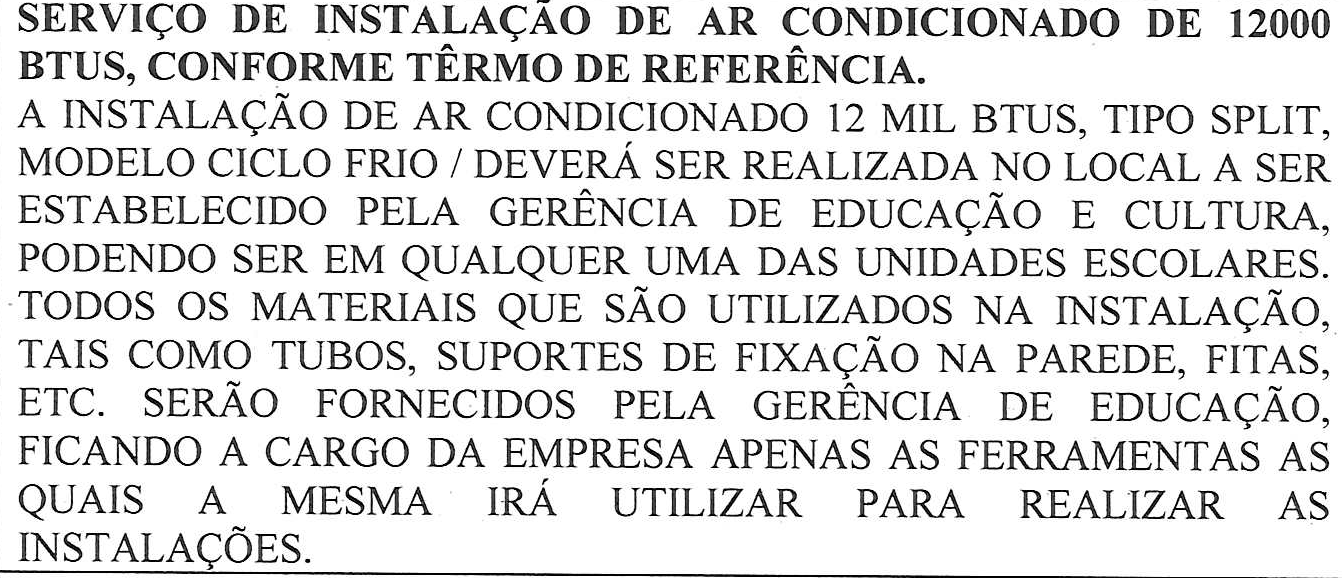 SERVIÇO DE INSTALAÇÃO DE AR CONDICIONADO DE 12000
BTUS, CONFORME TÊRMO DE REFERÊNCIA.
A INSTALAÇÃO DE AR CONDICIONADO 12 MIL BTUS, TIPO SPLIT,
MODELO CICLO FRIO / DEVERÁ SER REALIZADA NO LOCAL A SER
ESTABELECIDO PELA GERÊNCIA DE EDUCAÇÃO E CULTURA,
PODENDO SER EM QUALQUER UMA DAS UNIDADES ESCOLARES.
TODOS OS MATERIAIS QUE SÃO UTILIZADOS NA INSTALAÇÃO,
TAIS COMO TUBOS, SUPORTES DE FIXAÇÃO NA PAREDE, FITAS,
ETC. SERÃO FORNECIDOS PELA GERÊNCIA DE EDUCAÇÃO,
FICANDO A CARGO DA EMPRESA APENAS AS FERRAMENTAS AS
QUAIS A MESMA IRÁ UTILIZAR PARA REALIZAR AS
INSTALAÇÕES.